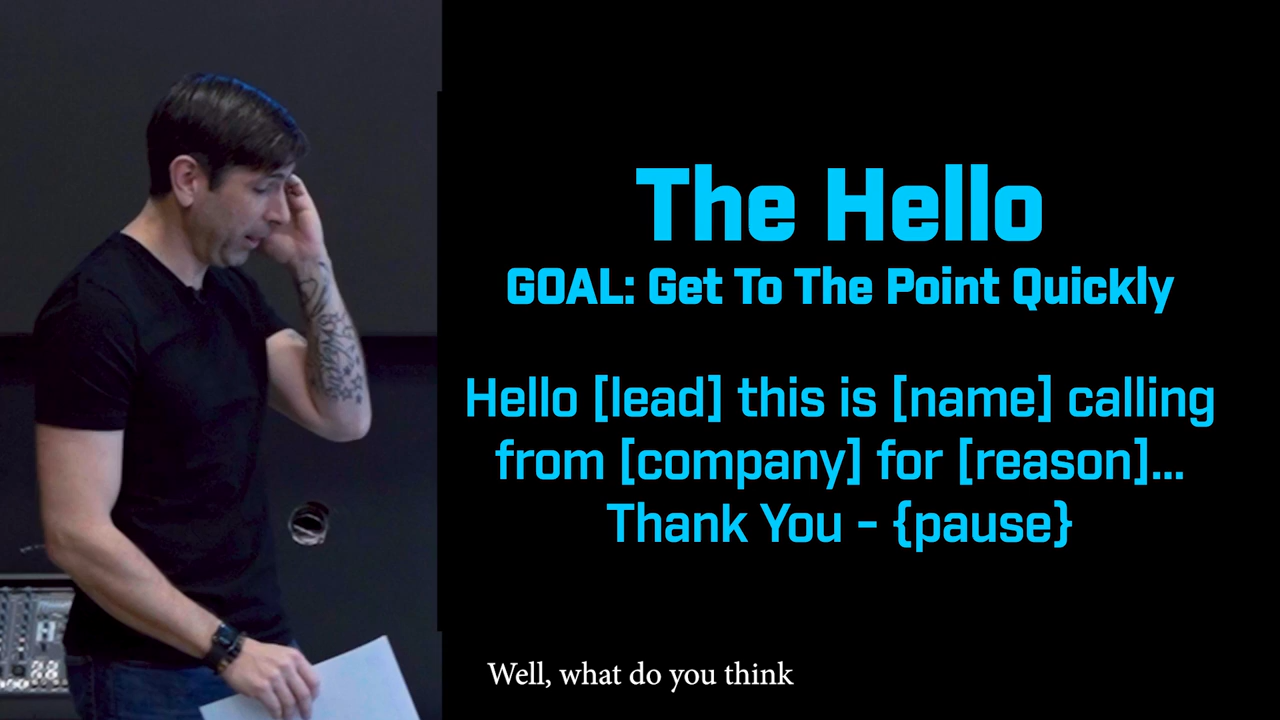 The Hello
GOAL: Get To The Point Quickly
Hello [lead] this is [name] calling
from [company] for [reason]...
Thank You - {pause}
Well, what do you think